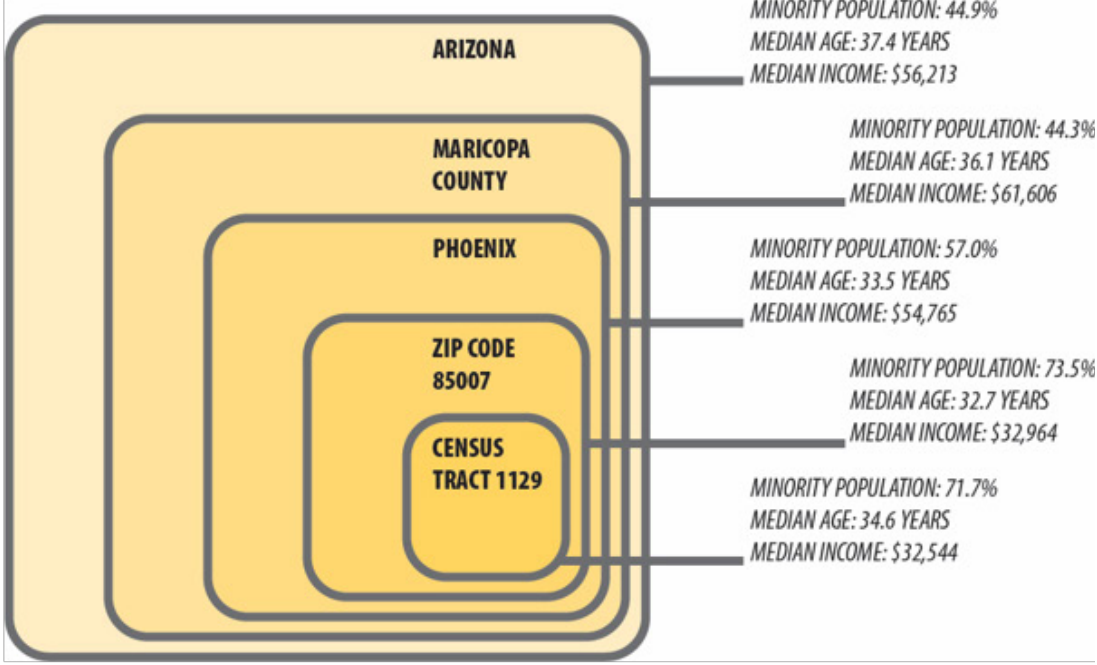 ARIZONA
MINORITY POPULATION: 44.9%
MEDIAN AGE: 37.4 YEARS
MEDIAN INCOME: $56,213
MARICOPA
COUNTY
MINORITY POPULATION: 44.3%
MEDIAN AGE: 36.1 YEARS
MEDIAN INCOME: $61,606
PHOENIX
MINORITY POPULATION: 57.0%
MEDIAN AGE: 33.5 YEARS
MEDIAN INCOME: $54,765
ZIP CODE
85007
MINORITY POPULATION: 73.5%
MEDIAN AGE: 32.7 YEARS
MEDIAN INCOME: $32,964
CENSUS
TRACT 1129
MINORITY POPULATION: 71.7%
MEDIAN AGE: 34.6 YEARS
MEDIAN INCOME: $32,544